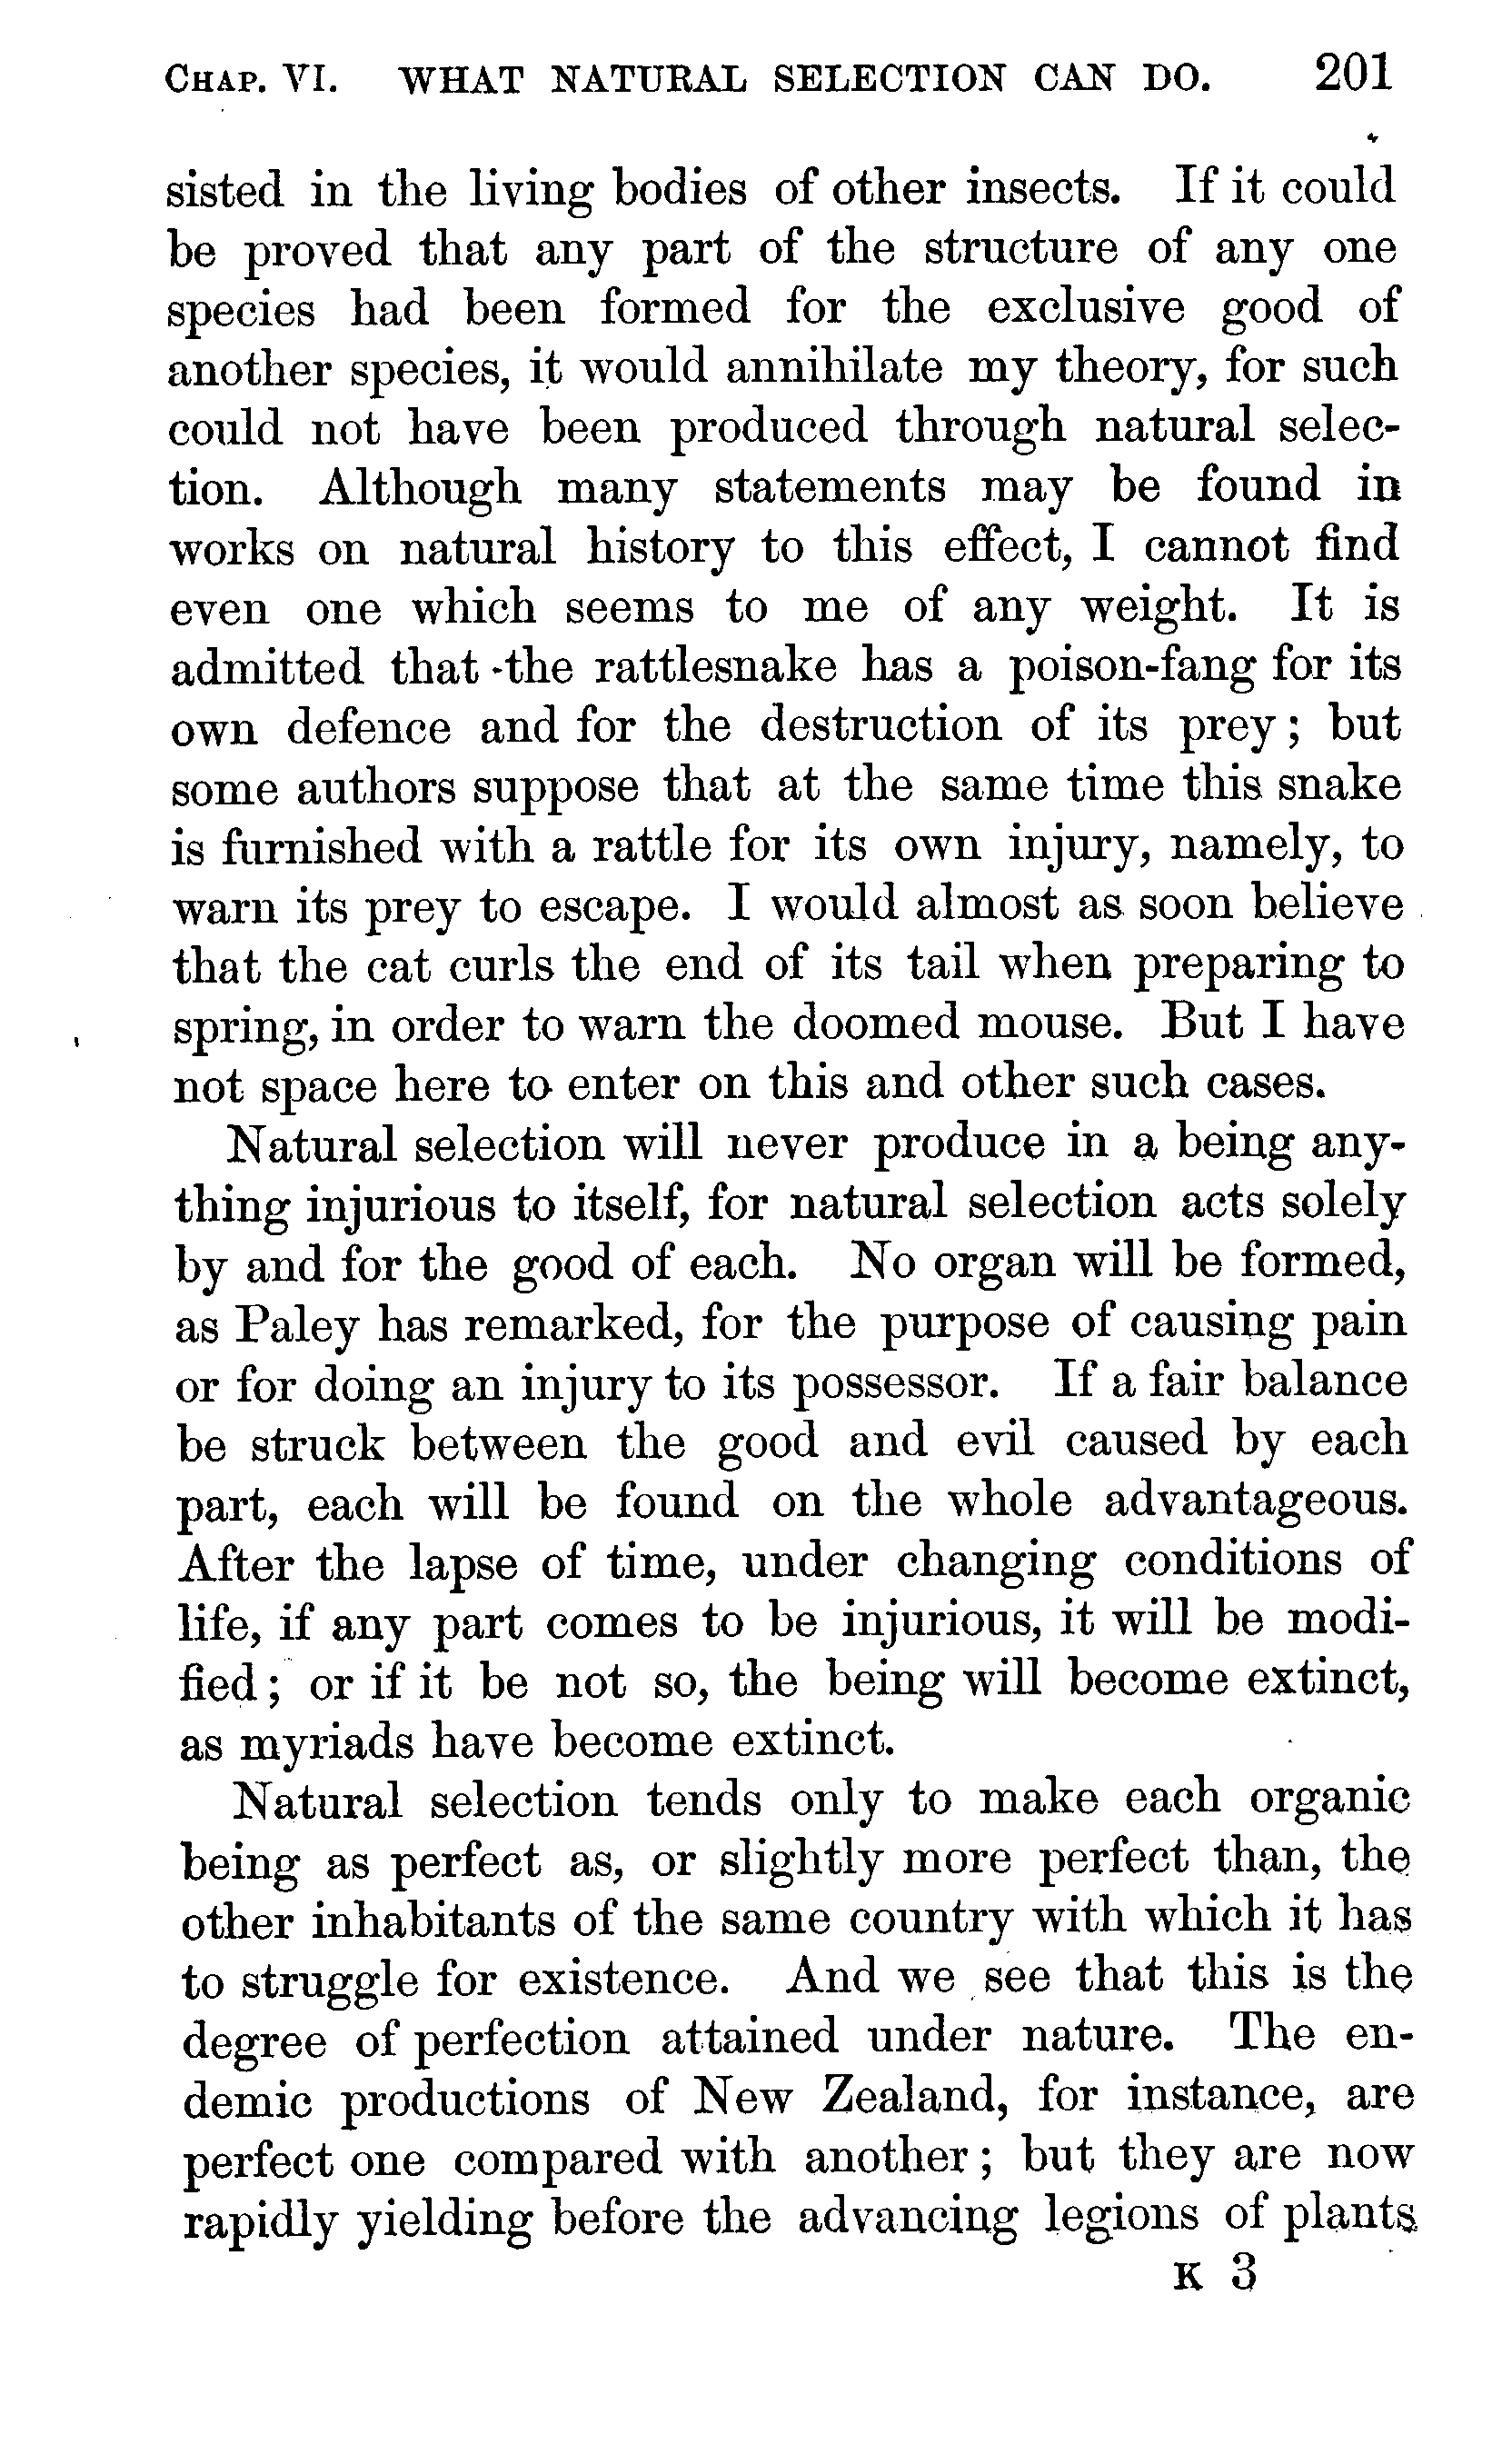 CHAP. VI. WHAT NATURAL SELECTION CAN DO. 201
sisted in the living bodies of other insects. If it could
be proved that any part of the structure of any one
species had been formed for the exclusive good of
another species, it would annihilate my theory, for such
could not have been produced through natural selec-
tion. Although many statements may be found in
works on natural history to this effect, I cannot find
even one which seems to me of any weight. It is
admitted that the rattlesnake has a poison-fang for its
own defence and for the destruction of its prey; but
some authors suppose that at the same time this snake
is furnished with a rattle for its own injury, namely, to
warn its prey to escape. I would almost as soon believe
that the cat curls the end of its tail when preparing to
spring, in order to warn the doomed mouse. But I have
not space here to enter on this and other such cases.
Natural selection will never produce in a being any-
thing injurious to itself, for natural selection acts solely
by and for the good of each. No organ will be formed,
as Paley has remarked, for the purpose of causing pain
or for doing an injury to its possessor. If a fair balance
be struck between the good and evil caused by each
part, each will be found on the whole advantageous.
After the lapse of time, under changing conditions of
life, if any part comes to be injurious, it will be modi-
fied; or if it be not so, the being will become extinct,
as myriads have become extinct.
Natural selection tends only to make each organic
being as perfect as, or slightly more perfect than, the
other inhabitants of the same country with which it has
to struggle for existence. And we see that this is the
degree of perfection attained under nature. The en-
demic productions of New Zealand, for instance, are
perfect one compared with another; but they are now
rapidly yielding before the advancing legions of plants
K 3